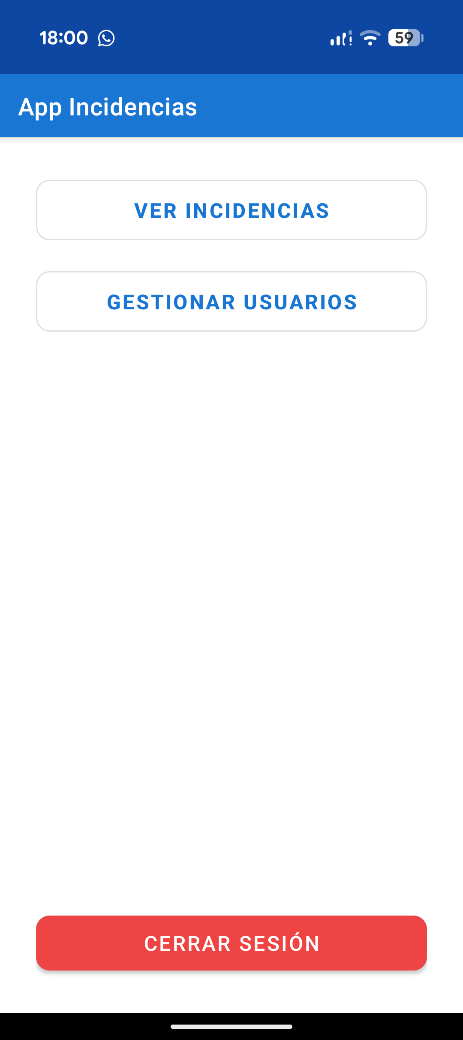 18:00
59
App Incidencias
VER INCIDENCIAS
GESTIONAR USUARIOS
CERRAR SESIÓN